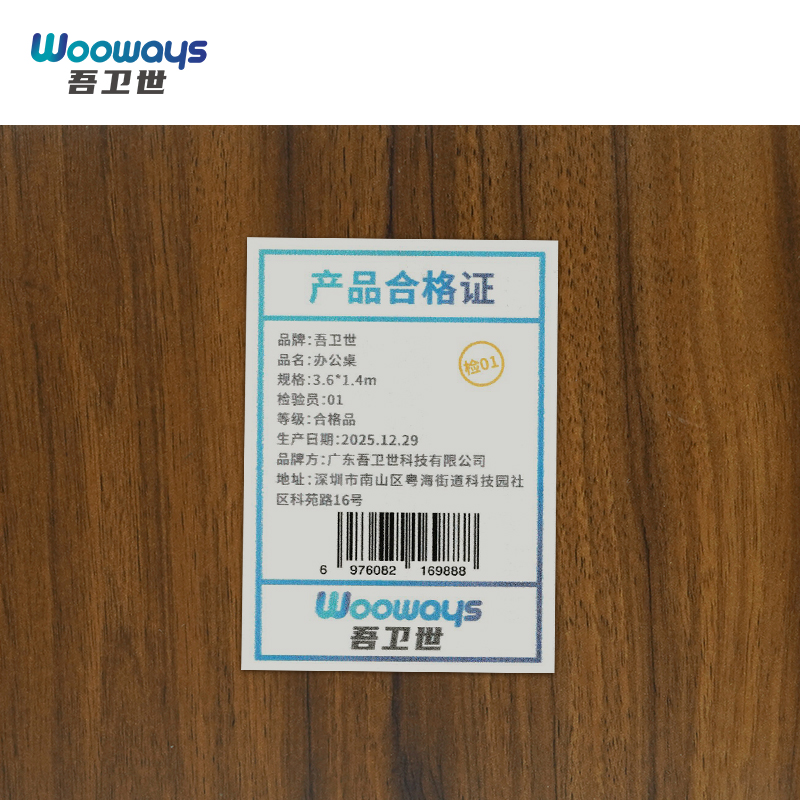 Wooways
吾卫世
产品合格证
品牌:吾卫世
品名:办公桌
规格:3.6*1.4m
检01
检验员:01
等级:合格品
生产日期:2025.12.29
品牌方:广东吾卫世科技有限公司
地址:深圳市南山区粤海街道科技园社
区科苑路16号
6 976082 169888
Wooways
吾卫世